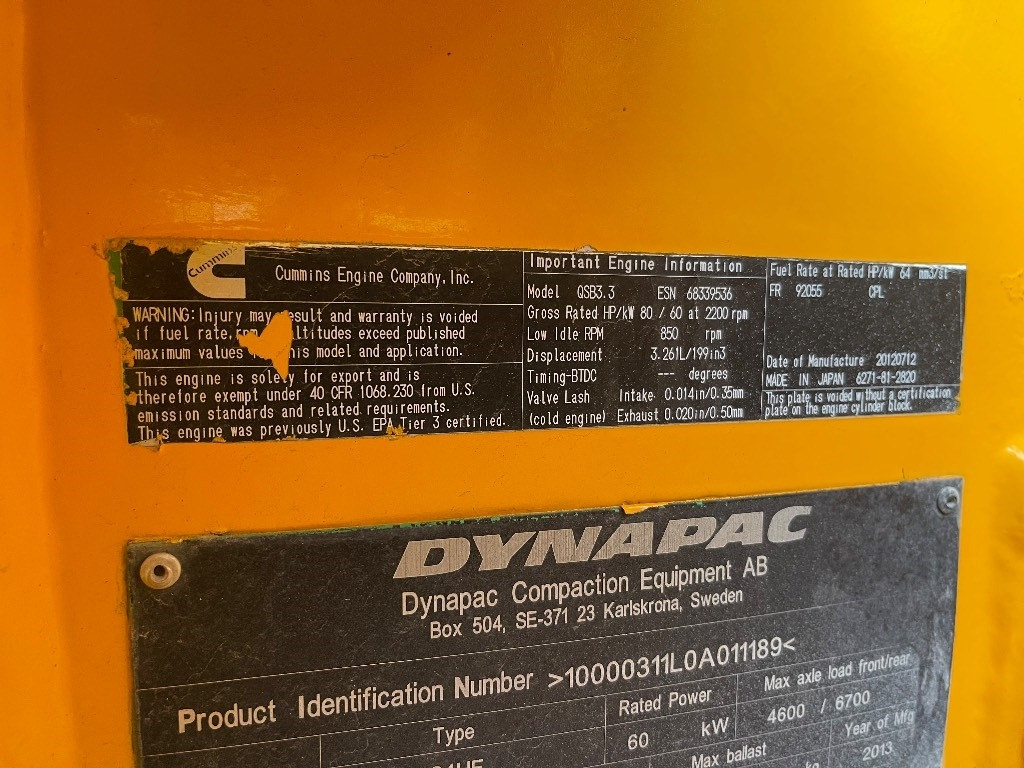 Cummins
Cummins Engine Company, Inc.
WARNING: Injury may result and warranty is voided
if fuel rate, rpm altitudes exceed published
maximum values this model and application.
This engine is solely for export and is
therefore exempt under 40 CFR 1068.230 from U.S.
emission standards and related requirements.
This engine was previously U.S. EPA Tier 3 certified.
Important Engine Information
Model QSB3.3 ESN 68339536
Gross Rated HP/kW 80 / 60 at 2200 rpm
Low Idle RPM 850 rpm
Displacement 3.261L/199in3
Timing-BTDC --- degrees
Valve Lash Intake 0.014in/0.35mm
(cold engine) Exhaust 0.020in/0.50mm
Fuel Rate at Rated HP/kW 64 mm3/st
FR 92055 CPL
Date of Manufacture 20120712
MADE IN JAPAN 6271-81-2820
This plate is voided without a certification
plate on the engine cylinder block.
DYNAPAC
Dynapac Compaction Equipment AB
Box 504, SE-371 23 Karlskrona, Sweden
Product Identification Number >10000311L0A011189<
Type Rated Power Max axle load front/rear
60 kW 4600 / 6700
Max ballast Year of Mfg
2013